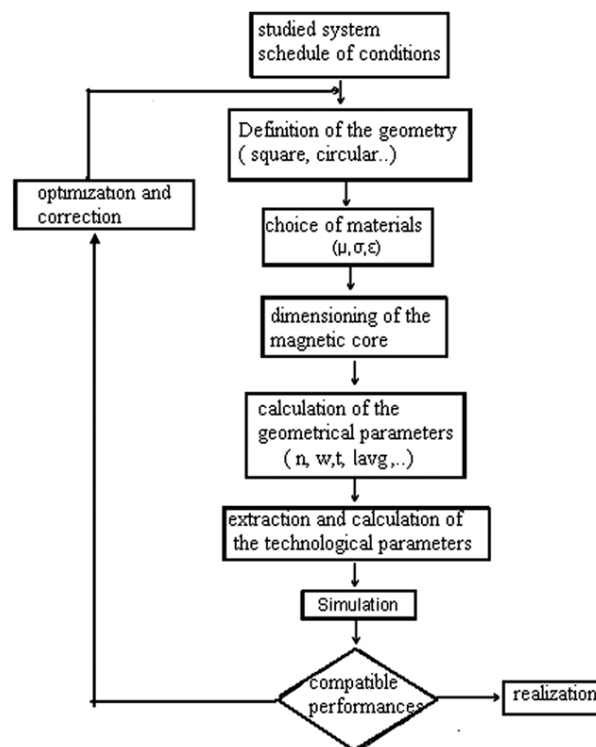 studied system
schedule of conditions
Definition of the geometry
( square, circular..)
optimization and
correction
choice of materials
(μ,σ,ε)
dimensioning of the
magnetic core
calculation of the
geometrical parameters
( n, w,t, lavg ,..)
extraction and calculation of
the technological parameters
Simulation
compatible
performances
realization